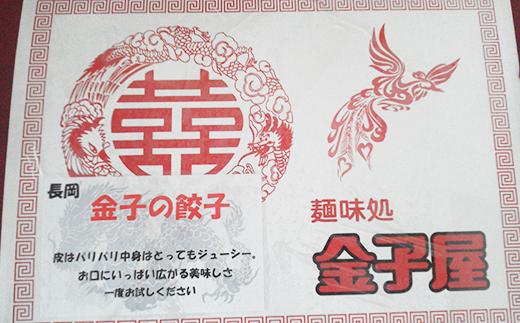 囍
長岡
金子の餃子
皮はパリパリ中身はとってもジューシー。
お口にいっぱい広がる美味しさ
一度お試しください
麺味処
金子屋